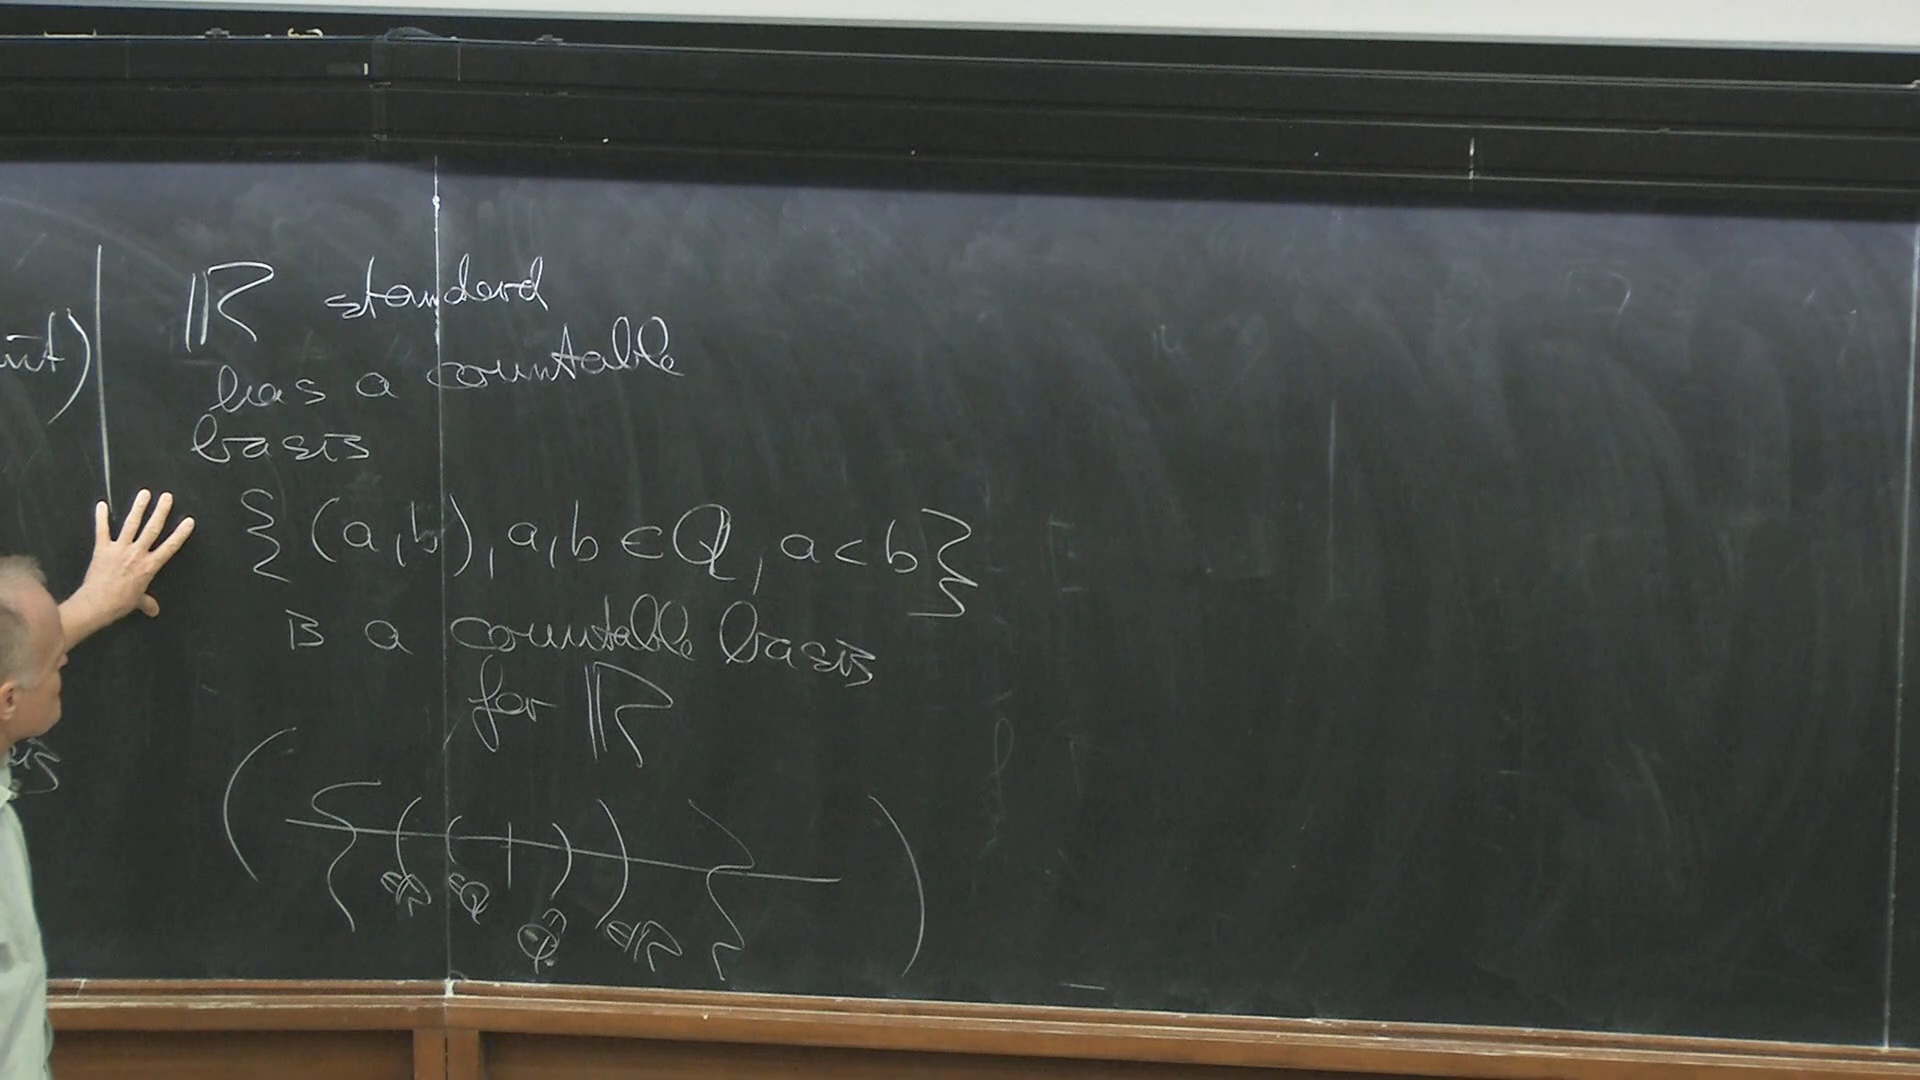 ℝ standard
has a countable
basis
{(a,b), a,b ∈ ℚ, a < b}
is a countable basis
for ℝ
∈ℝ ∈ℚ ℚ ∈ℝ